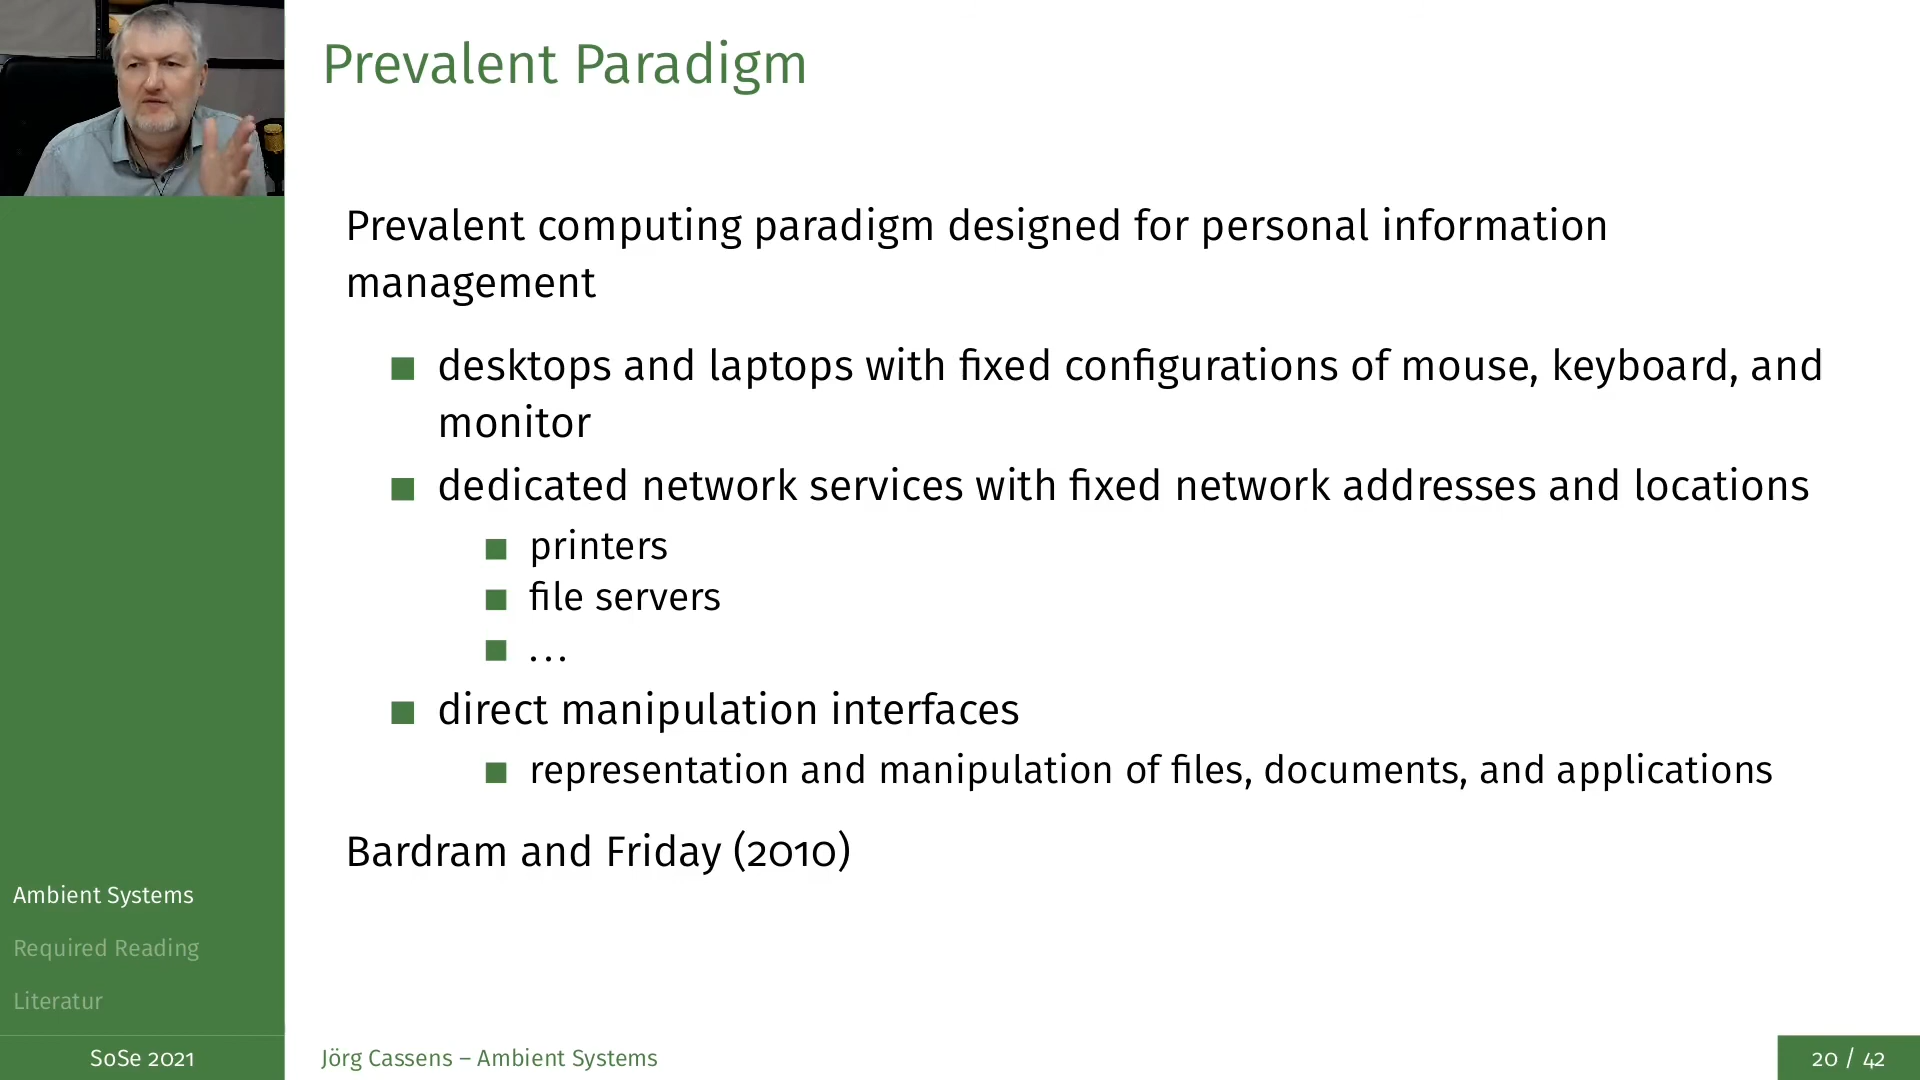 Prevalent Paradigm
Prevalent computing paradigm designed for personal information
management
desktops and laptops with fixed configurations of mouse, keyboard, and
monitor
dedicated network services with fixed network addresses and locations
printers
file servers
...
direct manipulation interfaces
representation and manipulation of files, documents, and applications
Bardram and Friday (2010)
Ambient Systems
Required Reading
Literatur
SoSe 2021
Jörg Cassens – Ambient Systems
20 / 42